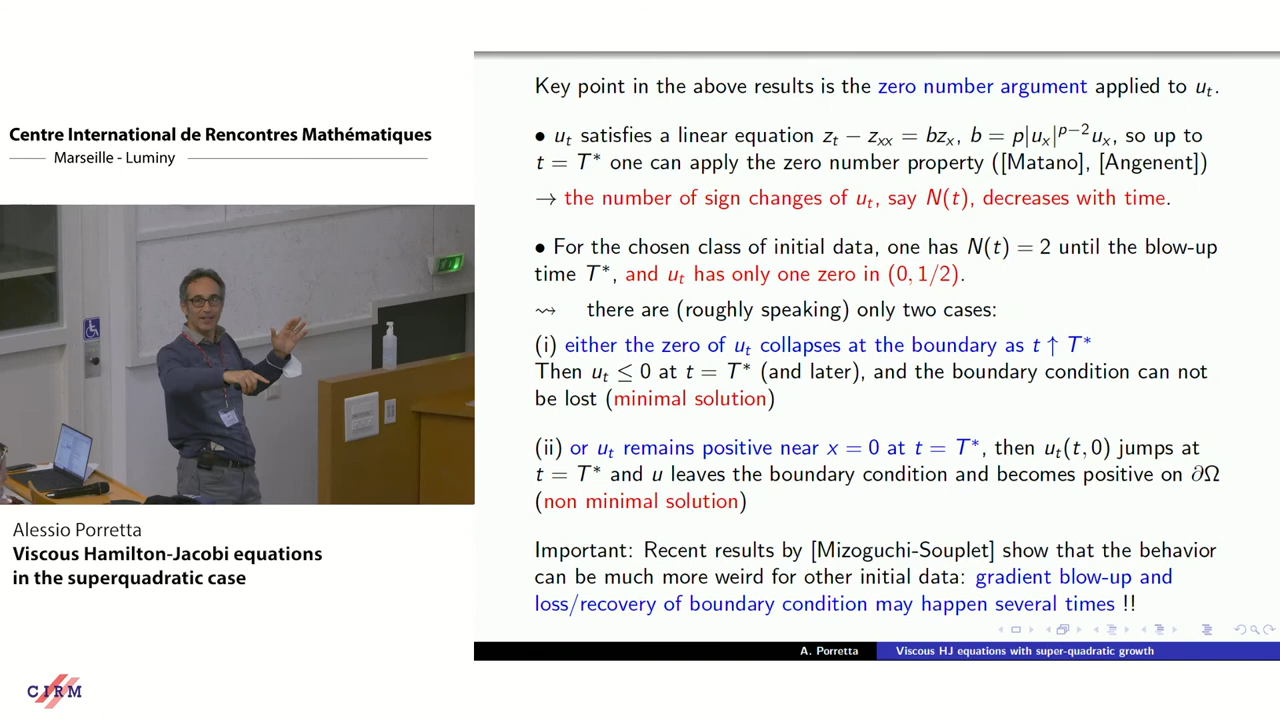 Centre International de Rencontres Mathématiques
Marseille - Luminy
Alessio Porretta
Viscous Hamilton-Jacobi equations
in the superquadratic case
CIRM
Key point in the above results is the zero number argument applied to u_t.
• u_t satisfies a linear equation z_t − z_xx = bz_x, b = p|u_x|^{p−2}u_x, so up to
t = T* one can apply the zero number property ([Matano], [Angenent])
→ the number of sign changes of u_t, say N(t), decreases with time.
• For the chosen class of initial data, one has N(t) = 2 until the blow-up
time T*, and u_t has only one zero in (0, 1/2).
⇝ there are (roughly speaking) only two cases:
(i) either the zero of u_t collapses at the boundary as t ↑ T*
Then u_t ≤ 0 at t = T* (and later), and the boundary condition can not
be lost (minimal solution)
(ii) or u_t remains positive near x = 0 at t = T*, then u_t(t, 0) jumps at
t = T* and u leaves the boundary condition and becomes positive on ∂Ω
(non minimal solution)
Important: Recent results by [Mizoguchi-Souplet] show that the behavior
can be much more weird for other initial data: gradient blow-up and
loss/recovery of boundary condition may happen several times !!
A. Porretta
Viscous HJ equations with super-quadratic growth